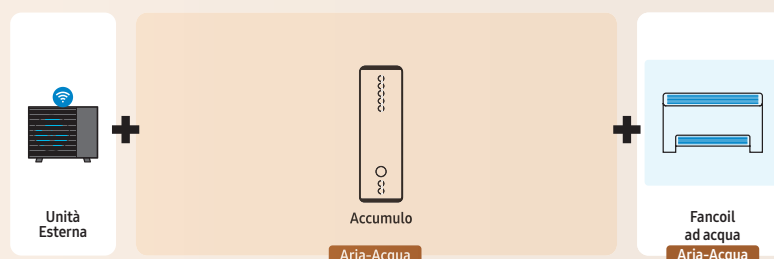 Unità
Esterna
Accumulo
Fancoil
ad acqua
Aria-Acqua
Aria-Acqua